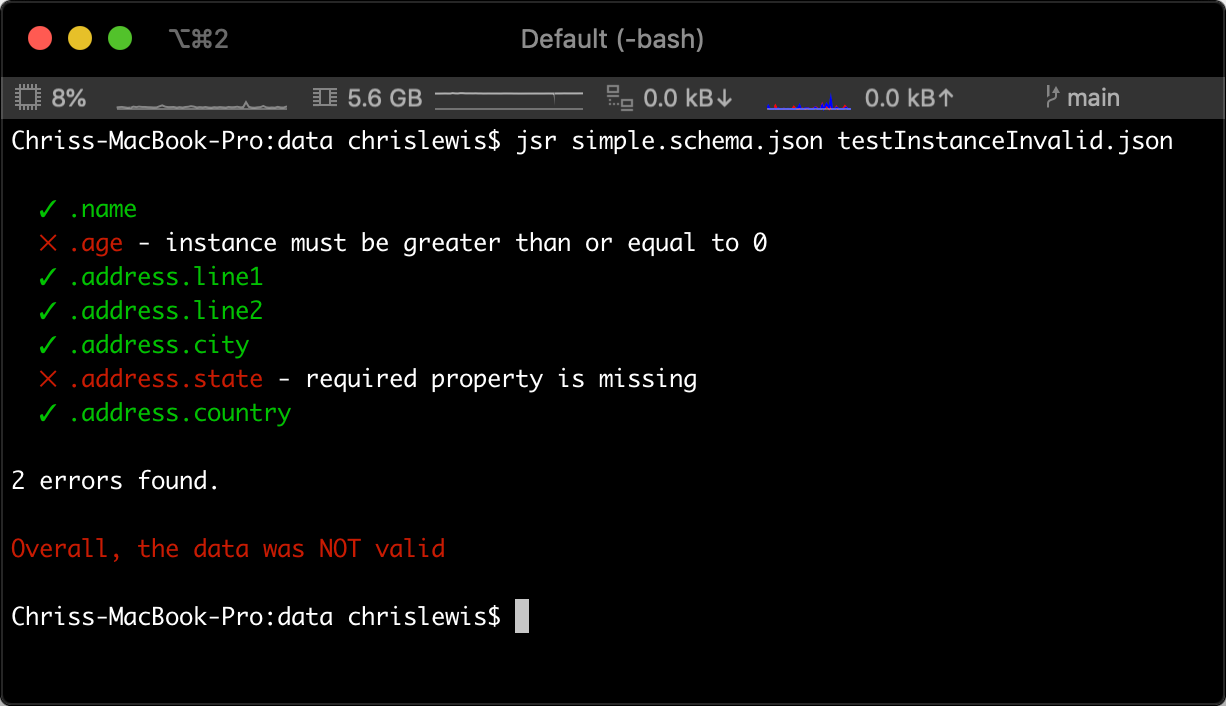 ⌥⌘2 Default (-bash)
8% 5.6 GB 0.0 kB↓ 0.0 kB↑ main
Chriss-MacBook-Pro:data chrislewis$ jsr simple.schema.json testInstanceInvalid.json
✓ .name
✕ .age - instance must be greater than or equal to 0
✓ .address.line1
✓ .address.line2
✓ .address.city
✕ .address.state - required property is missing
✓ .address.country
2 errors found.
Overall, the data was NOT valid
Chriss-MacBook-Pro:data chrislewis$